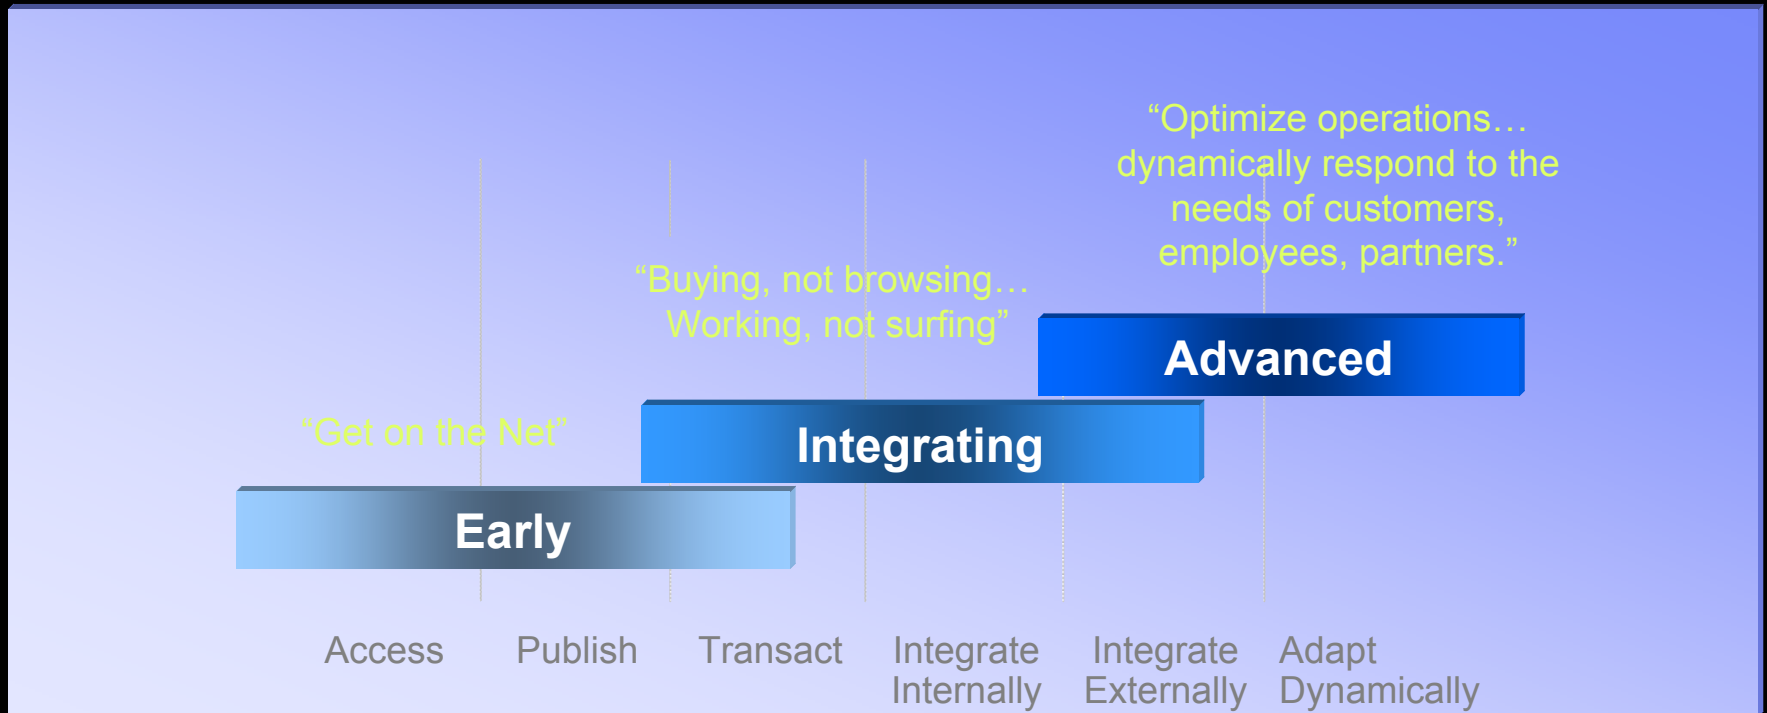 “Optimize operations…
dynamically respond to the
needs of customers,
employees, partners.”
“Buying, not browsing…
Working, not surfing”
Advanced
“Get on the Net”
Integrating
Early
Access
Publish
Transact
Integrate
Internally
Integrate
Externally
Adapt
Dynamically